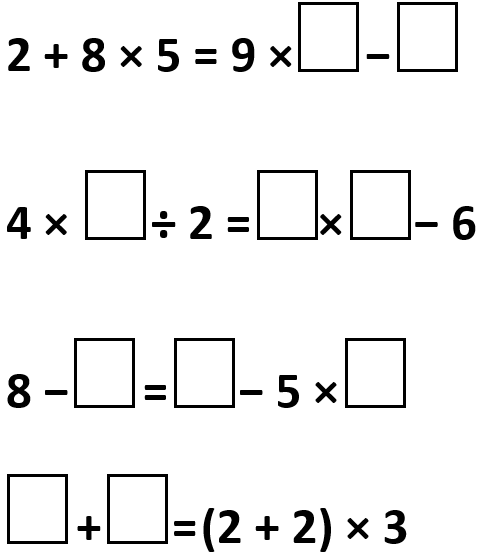 2 + 8 × 5 = 9 × □ − □
4 × □ ÷ 2 = □ × □ − 6
8 − □ = □ − 5 × □
□ + □ = (2 + 2) × 3